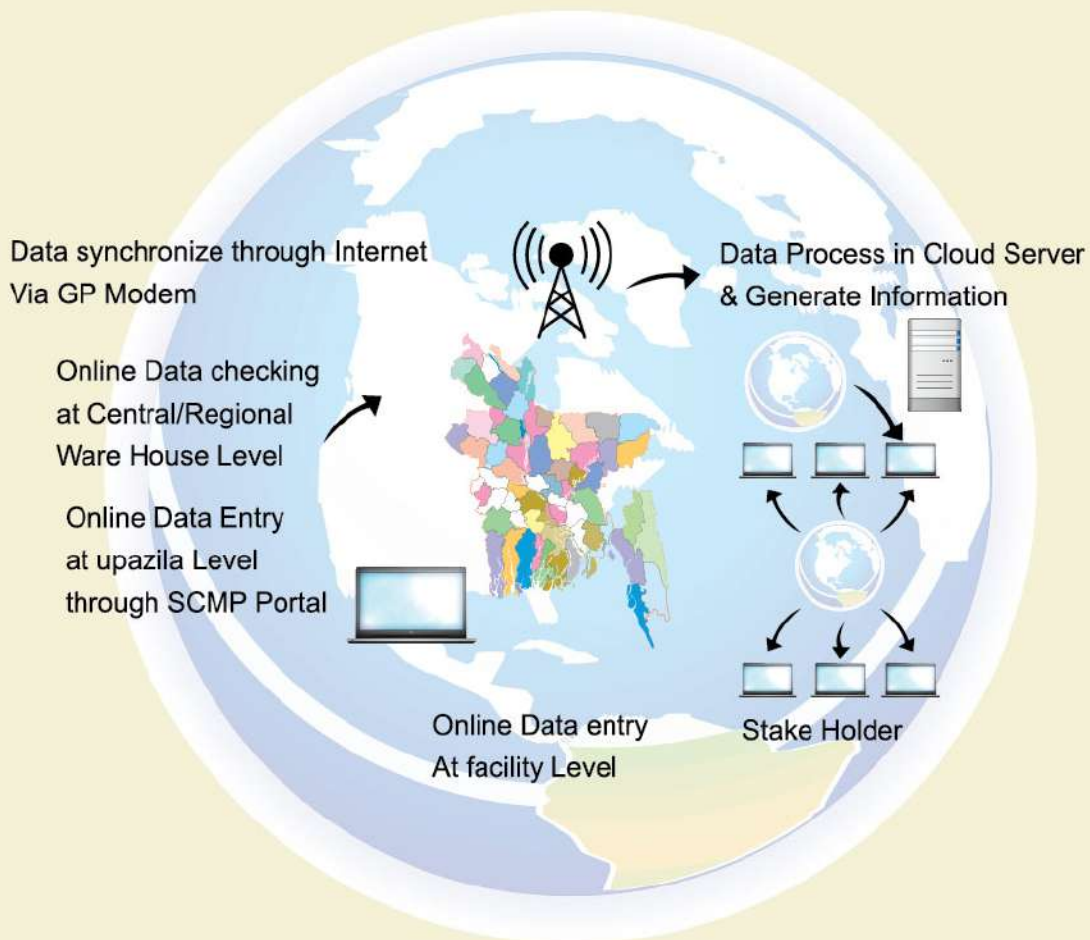 Data synchronize through Internet
Via GP Modem
Data Process in Cloud Server
& Generate Information
Online Data checking
at Central/Regional
Ware House Level
Online Data Entry
at upazila Level
through SCMP Portal
Online Data entry
At facility Level
Stake Holder